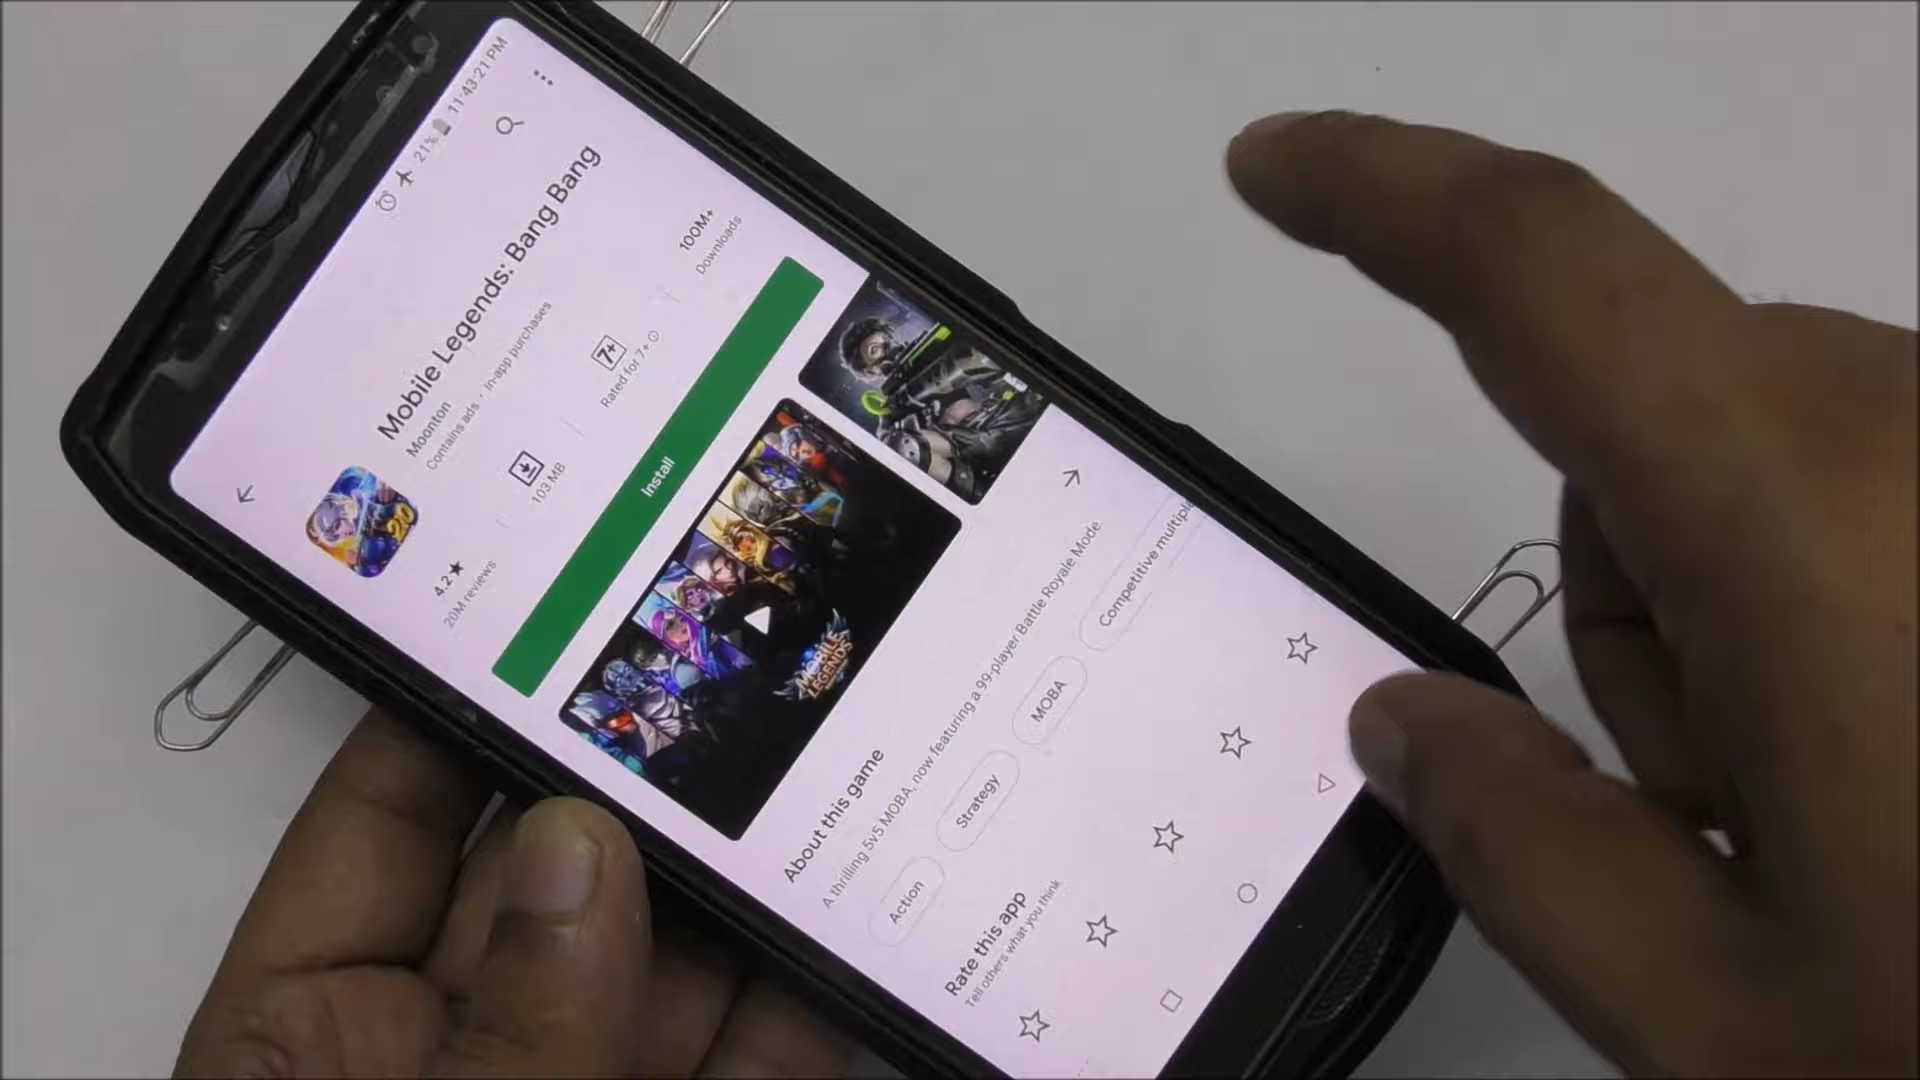 21% 11:43:21 PM
Mobile Legends: Bang Bang
Moonton
Contains ads · In-app purchases
4.2★
20M reviews
103 MB
7+
Rated for 7+
100M+
Downloads
Install
MOBILE
LEGENDS
About this game
A thrilling 5v5 MOBA, now featuring a 99-player Battle Royale Mode.
Action
Strategy
MOBA
Competitive multipla
Rate this app
Tell others what you think